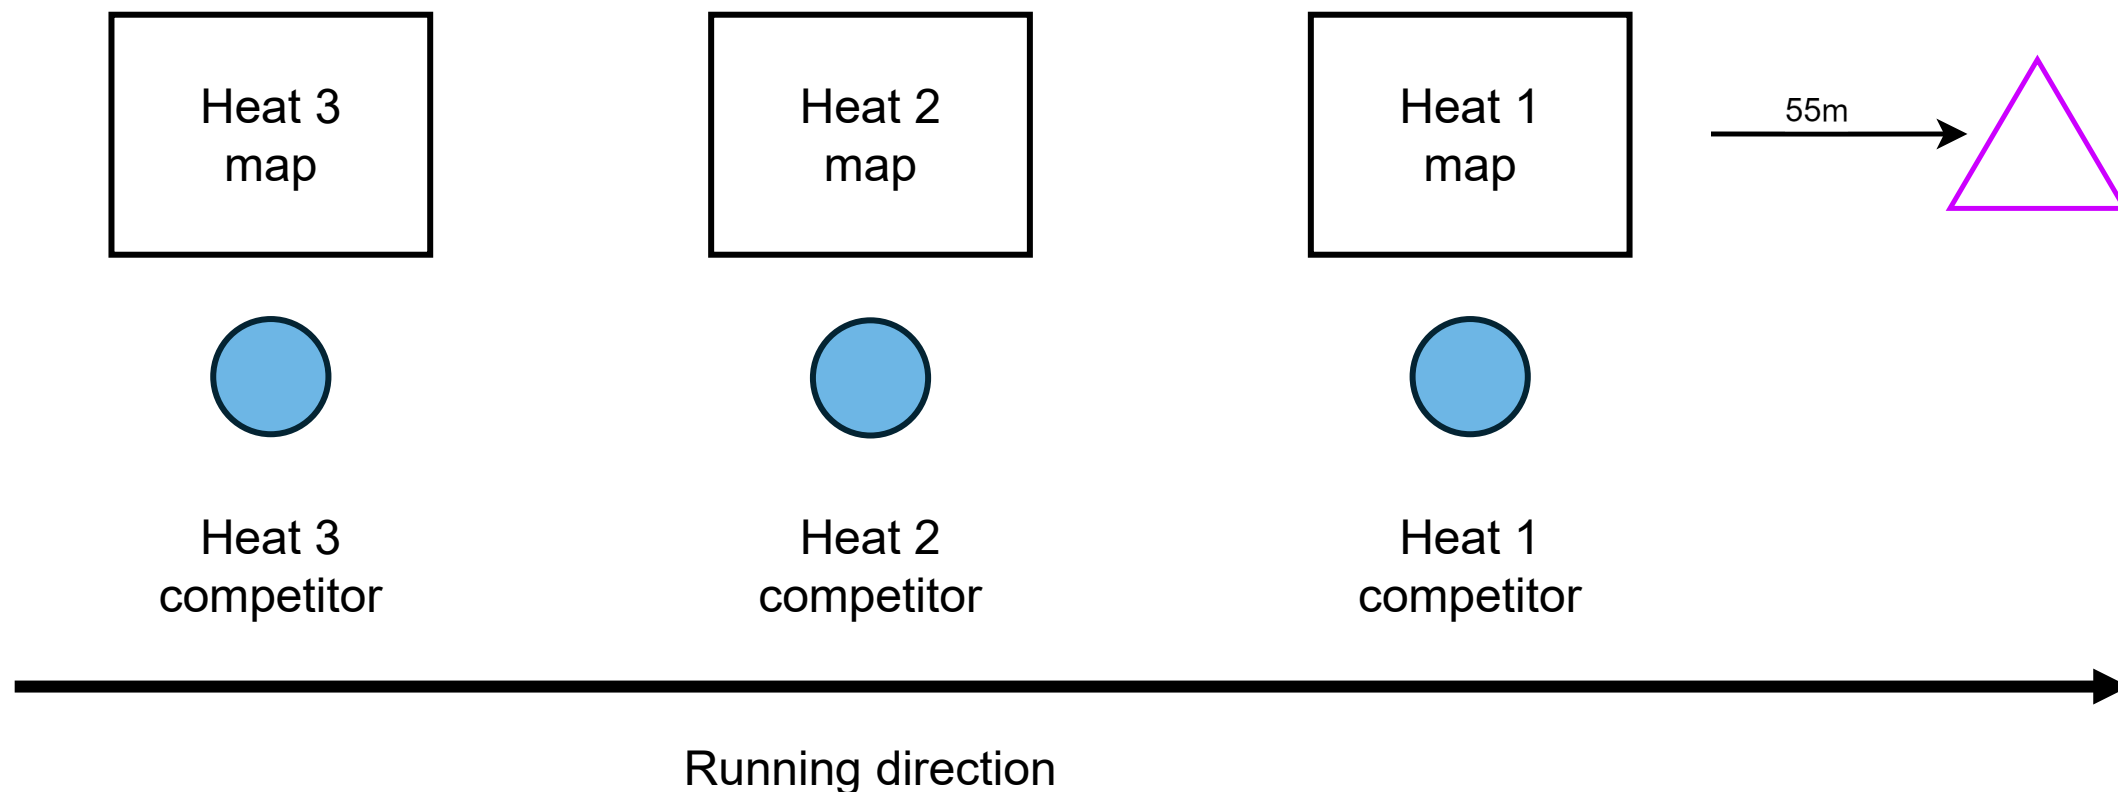 Heat 3
map
Heat 2
map
Heat 1
map
55m
Heat 3
competitor
Heat 2
competitor
Heat 1
competitor
Running direction